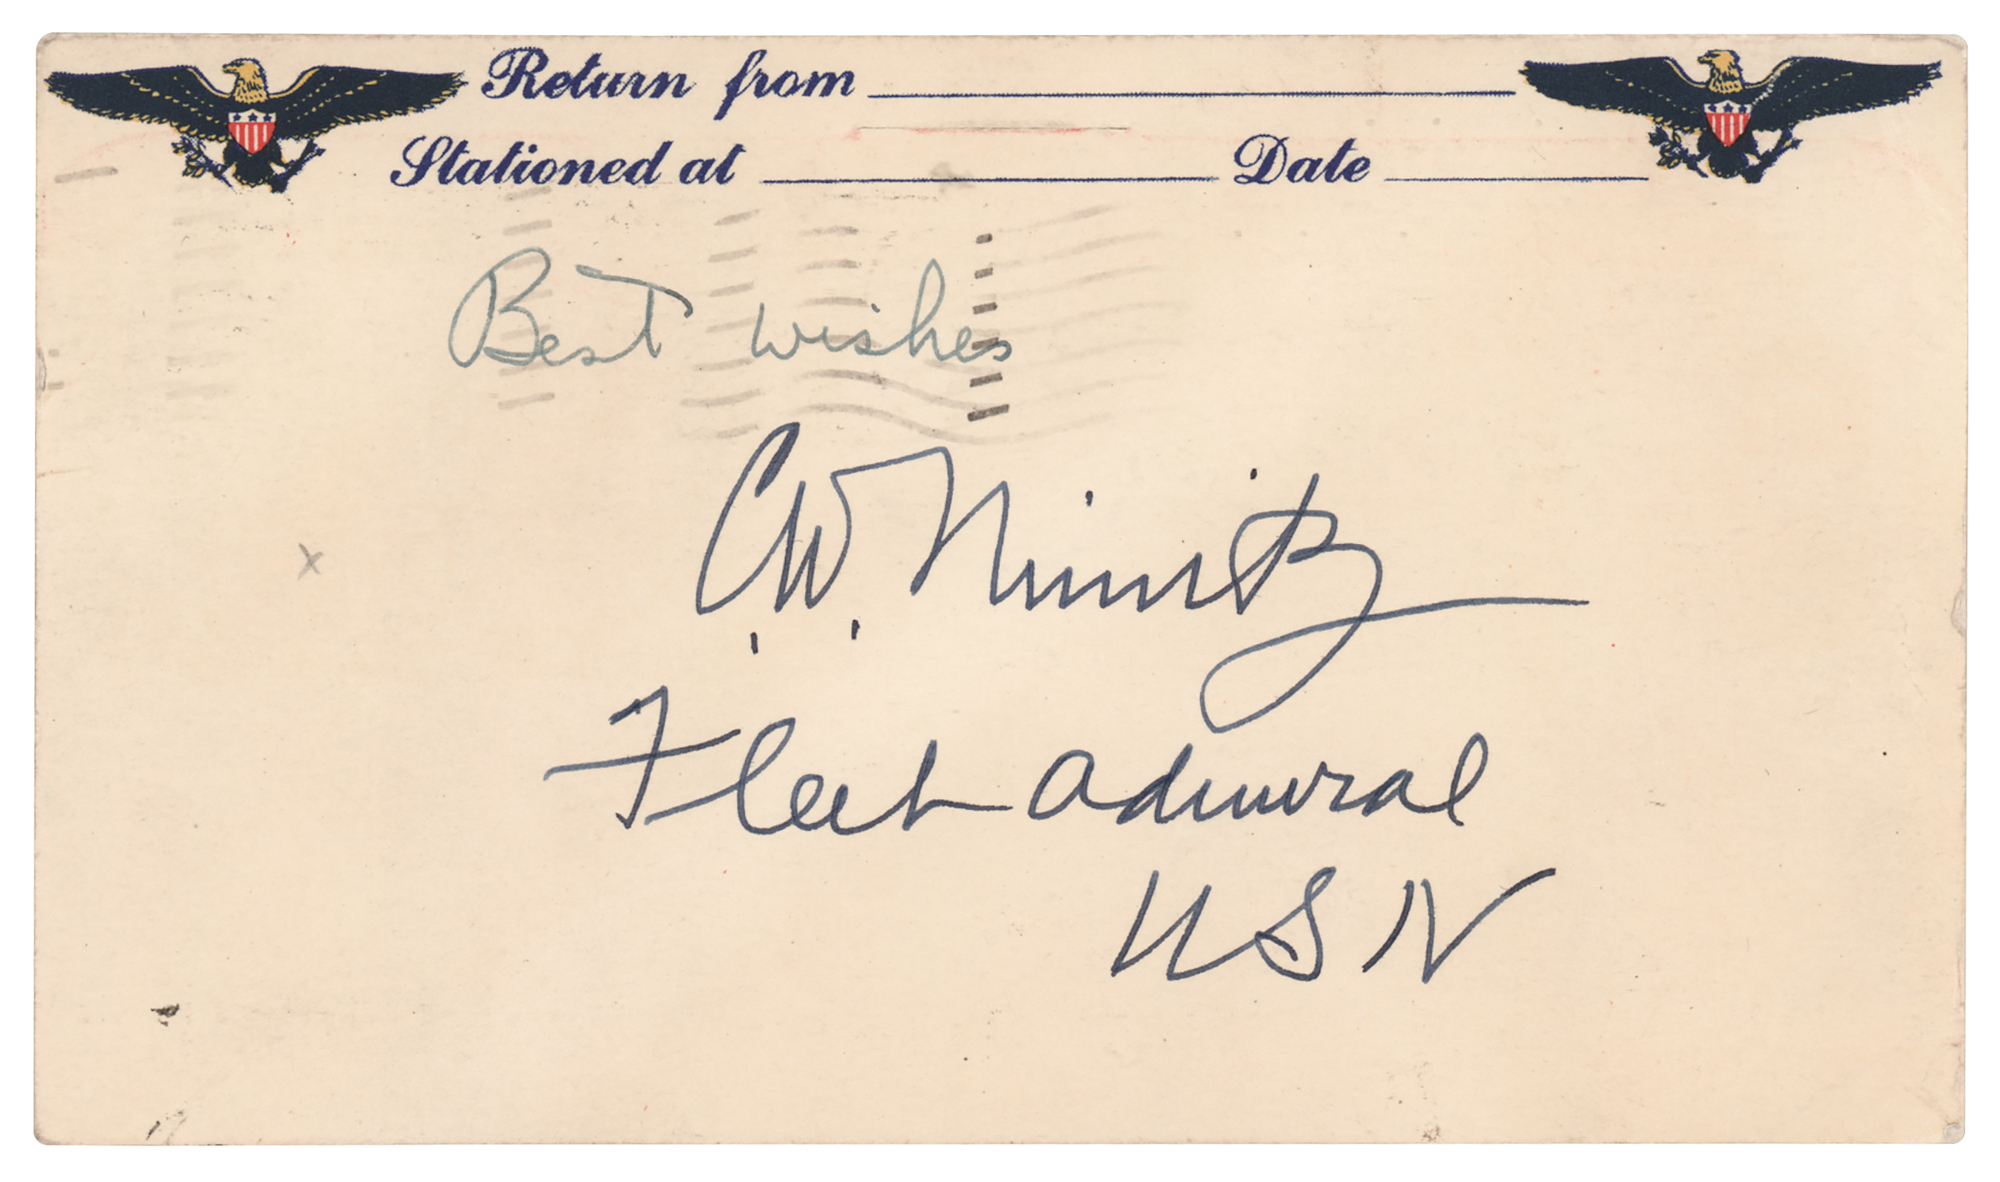 Return from
Stationed at Date
Best wishes
C.W. Nimitz
Fleet Admiral
USN